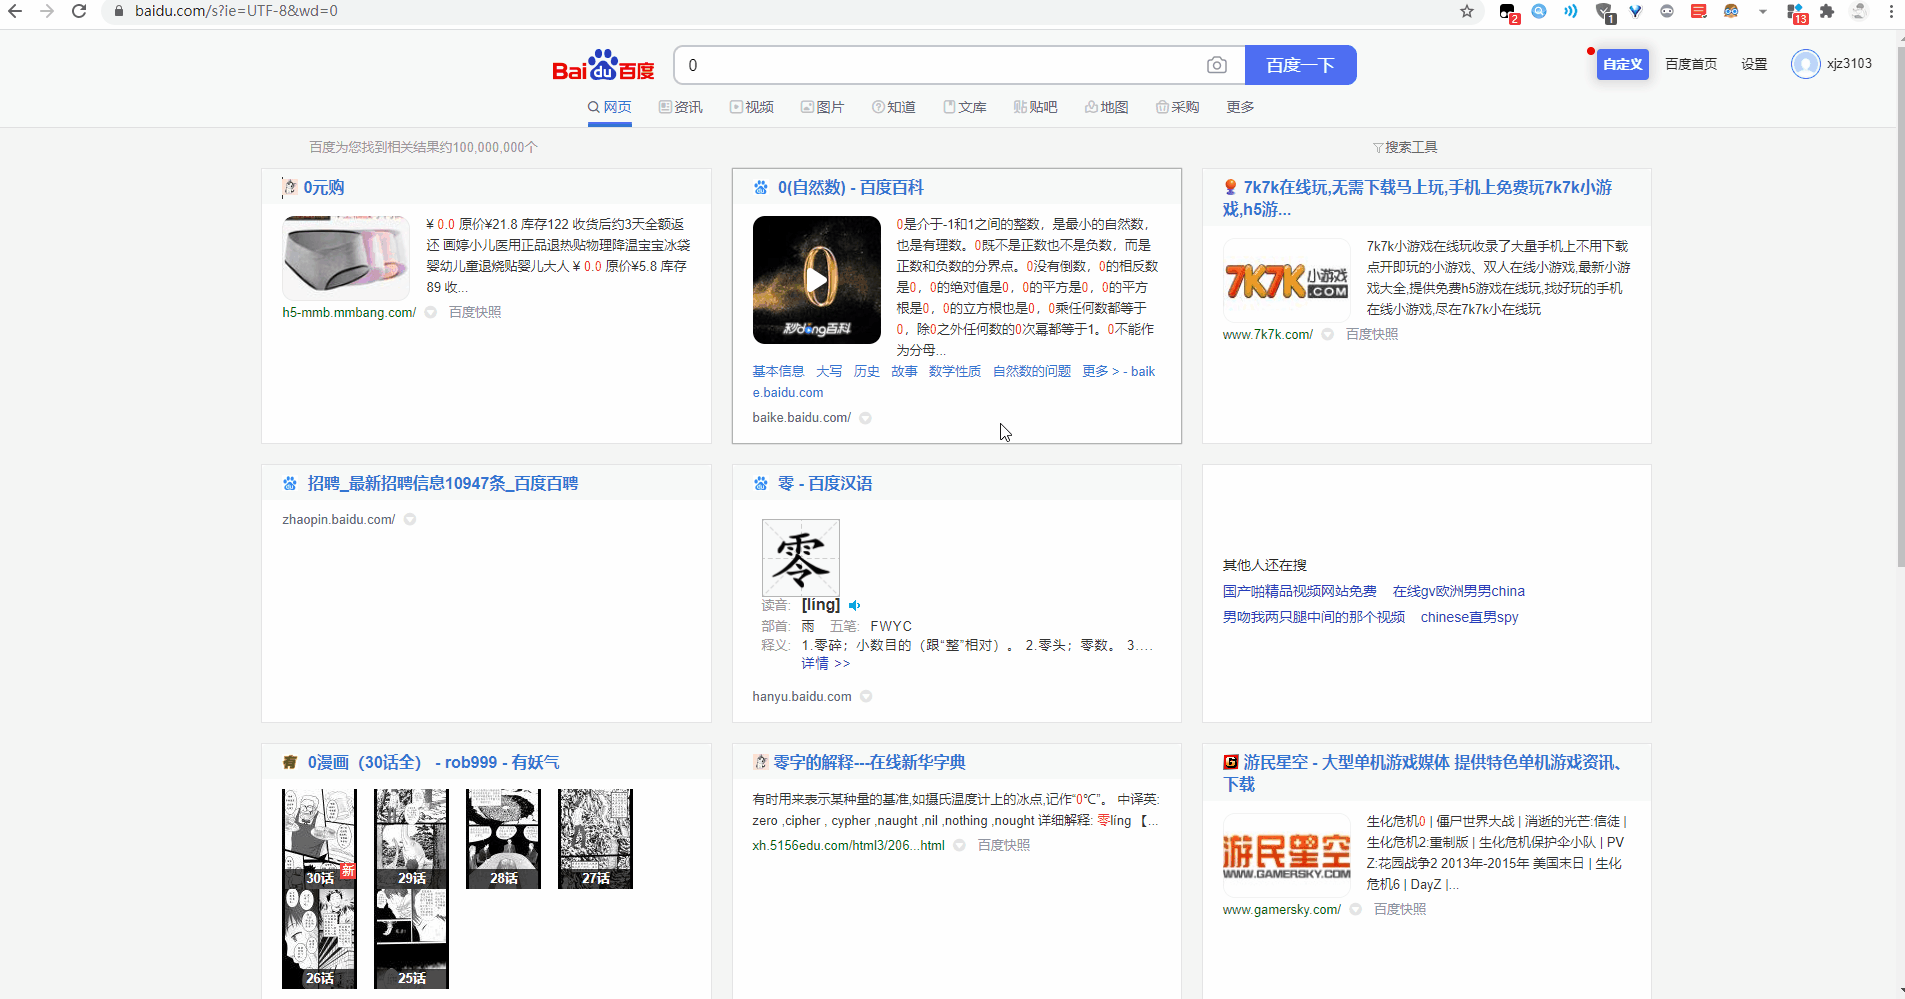 baidu.com/s?ie=UTF-8&wd=0
2
1
13
Bai du 百度
0
百度一下
自定义
百度首页
设置
xjz3103
网页
资讯
视频
图片
知道
文库
贴吧
地图
采购
更多
百度为您找到相关结果约100,000,000个
搜索工具
0元购
¥ 0.0 原价¥21.8 库存122 收货后约3天全额返
还 画婷小儿医用正品退热贴物理降温宝宝冰袋
婴幼儿童退烧贴婴儿大人 ¥ 0.0 原价¥5.8 库存
89 收...
h5-mmb.mmbang.com/
百度快照
0(自然数) - 百度百科
秒dong百科
0是介于-1和1之间的整数，是最小的自然数，
也是有理数。0既不是正数也不是负数，而是
正数和负数的分界点。0没有倒数，0的相反数
是0，0的绝对值是0，0的平方是0，0的平方
根是0，0的立方根也是0，0乘任何数都等于
0，除0之外任何数的0次幂都等于1。0不能作
为分母...
基本信息 大写 历史 故事 数学性质 自然数的问题 更多 > - baik
e.baidu.com
baike.baidu.com/
7k7k在线玩,无需下载马上玩,手机上免费玩7k7k小游
戏,h5游...
7K7K小游戏
.COM
7k7k小游戏在线玩收录了大量手机上不用下载
点开即玩的小游戏、双人在线小游戏,最新小游
戏大全,提供免费h5游戏在线玩,找好玩的手机
在线小游戏,尽在7k7k小在线玩
www.7k7k.com/
百度快照
招聘_最新招聘信息10947条_百度百聘
zhaopin.baidu.com/
零 - 百度汉语
零
读音: [líng]
部首: 雨 五笔: FWYC
释义: 1.零碎；小数目的（跟“整”相对）。 2.零头；零数。 3....
详情 >>
hanyu.baidu.com
其他人还在搜
国产啪精品视频网站免费 在线gv欧洲男男china
男吻我两只腿中间的那个视频 chinese直男spy
有 0漫画（30话全） - rob999 - 有妖气
30话
新
29话
28话
27话
26话
25话
零字的解释---在线新华字典
有时用来表示某种量的基准,如摄氏温度计上的冰点,记作“0℃”。 中译英:
zero ,cipher , cypher ,naught ,nil ,nothing ,nought 详细解释: 零líng 【...
xh.5156edu.com/html3/206...html
百度快照
游民星空 - 大型单机游戏媒体 提供特色单机游戏资讯、
下载
游民星空
WWW.GAMERSKY.COM
生化危机0 | 僵尸世界大战 | 消逝的光芒:信徒 |
生化危机2:重制版 | 生化危机保护伞小队 | PV
Z:花园战争2 2013年-2015年 美国末日 | 生化
危机6 | DayZ |...
www.gamersky.com/
百度快照